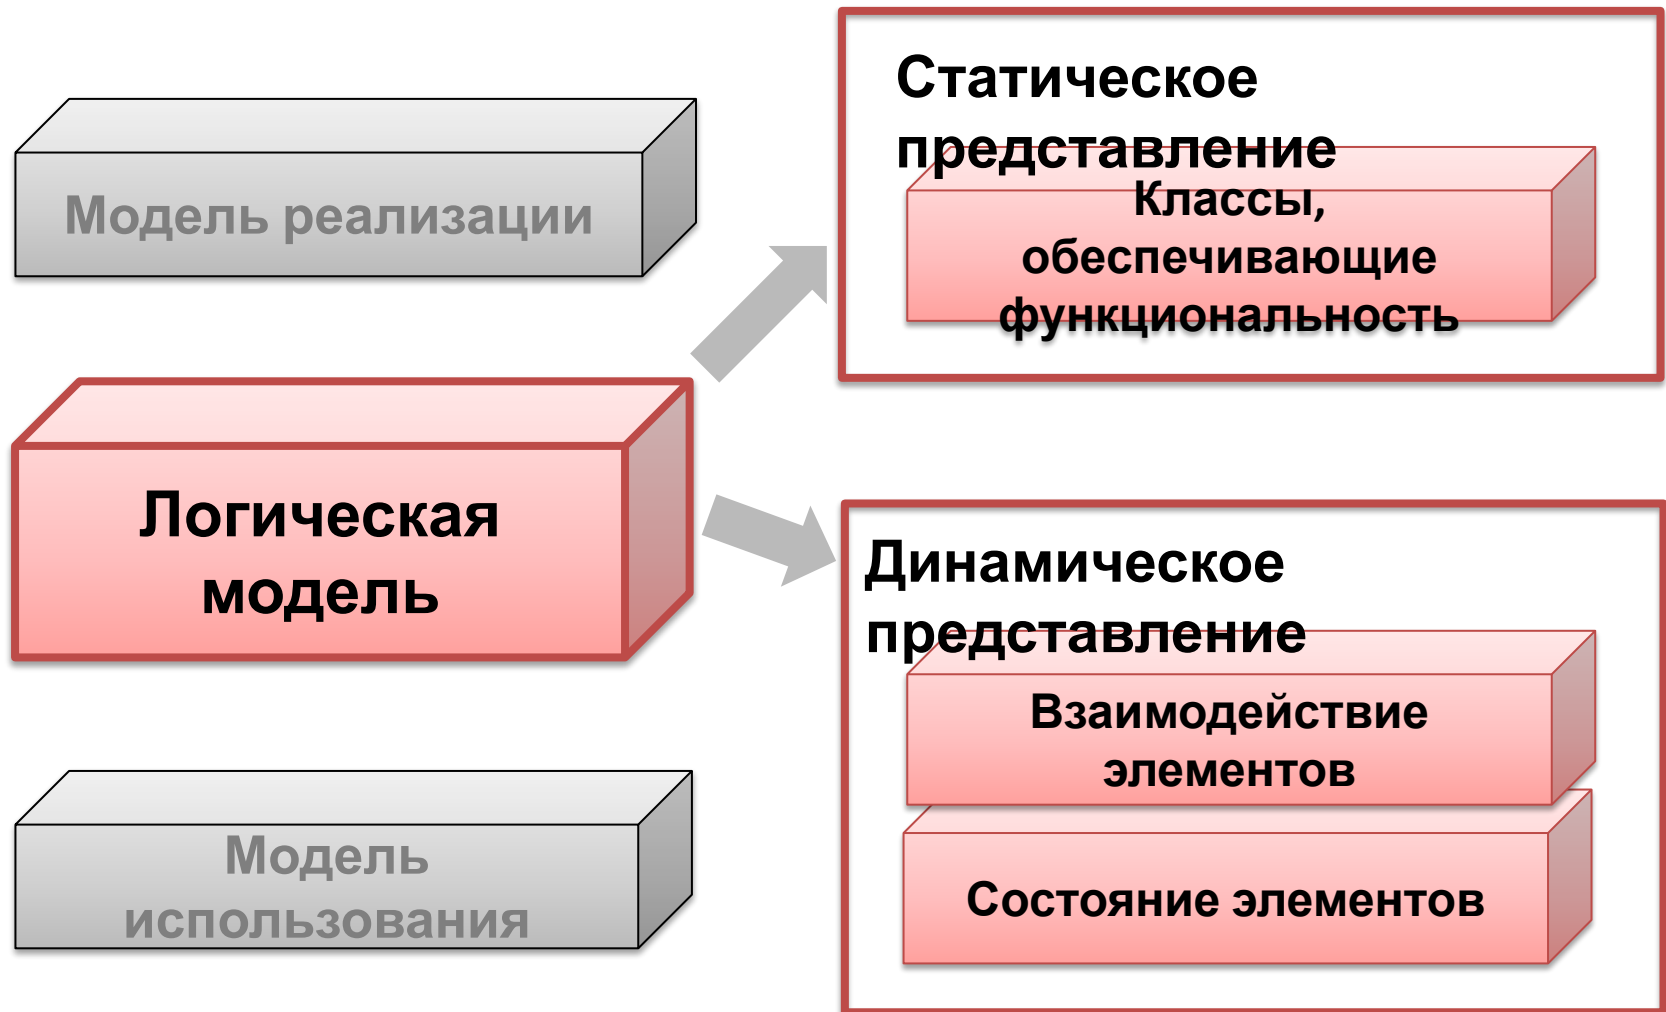 Модель реализации
Логическая
модель
Модель
использования
Статическое
представление
Классы,
обеспечивающие
функциональность
Динамическое
представление
Взаимодействие
элементов
Состояние элементов